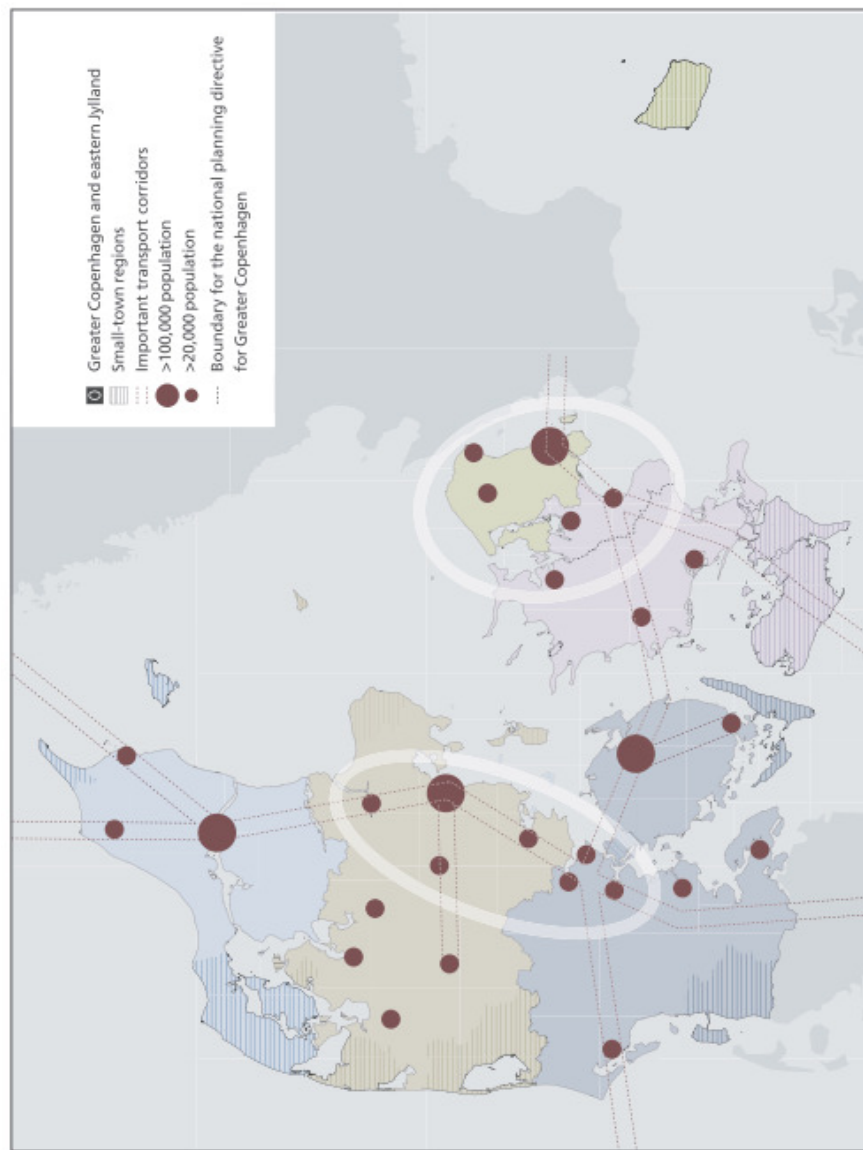 Greater Copenhagen and eastern Jylland
Small-town regions
Important transport corridors
>100,000 population
>20,000 population
Boundary for the national planning directive
for Greater Copenhagen